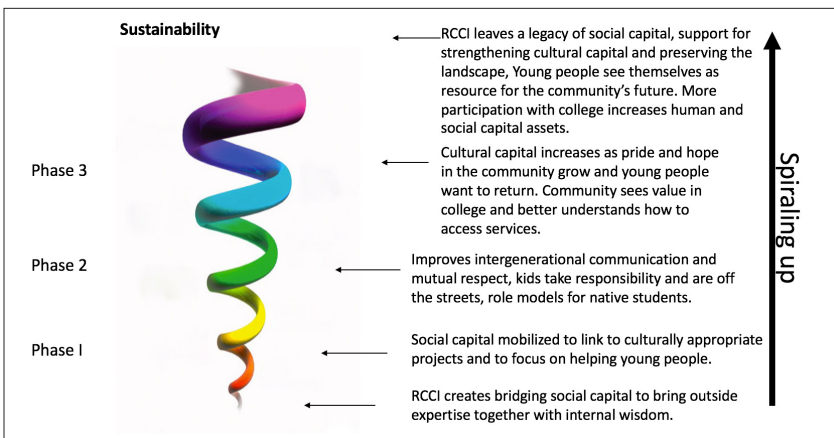 Sustainability
RCCI leaves a legacy of social capital, support for
strengthening cultural capital and preserving the
landscape, Young people see themselves as
resource for the community's future. More
participation with college increases human and
social capital assets.
Phase 3
Cultural capital increases as pride and hope
in the community grow and young people
want to return. Community sees value in
college and better understands how to
access services.
Phase 2
Improves intergenerational communication and
mutual respect, kids take responsibility and are off
the streets, role models for native students.
Phase I
Social capital mobilized to link to culturally appropriate
projects and to focus on helping young people.
RCCI creates bridging social capital to bring outside
expertise together with internal wisdom.
Spiraling up